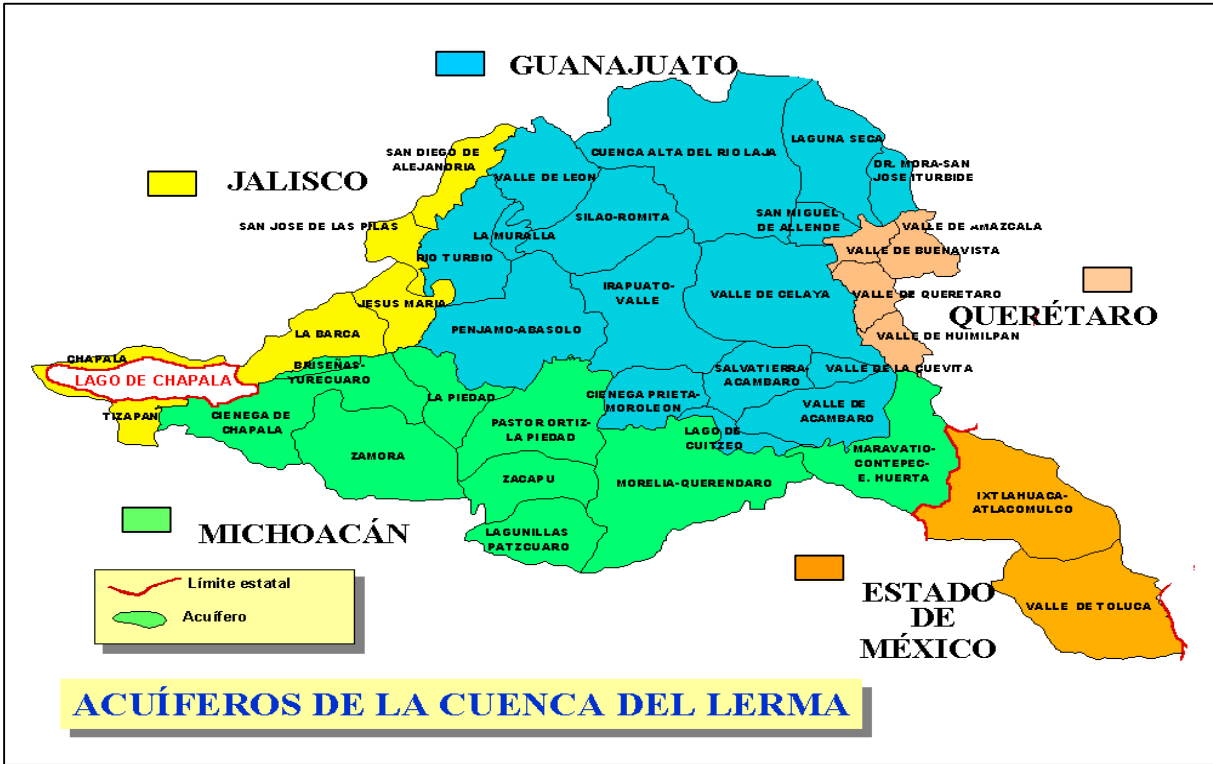 GUANAJUATO
JALISCO
SAN DIEGO DE
ALEJANDRIA
SAN JOSE DE LAS PILAS
VALLE DE LEON
CUENCA ALTA DEL RIO LAJA
LAGUNA SECA
DR. MORA-SAN
JOSE ITURBIDE
SILAO-ROMITA
SAN MIGUEL
DE ALLENDE
LA MURALLA
RIO TURBIO
VALLE DE AMAZCALA
VALLE DE BUENAVISTA
JESUS MARIA
IRAPUATO-
VALLE
VALLE DE CELAYA
VALLE DE QUERETARO
QUERÉTARO
LA BARCA
PENJAMO-ABASOLO
VALLE DE HUIMILPAN
CHAPALA
LAGO DE CHAPALA
BRISEÑAS-
YURECUARO
SALVATIERRA-
ACAMBARO
VALLE DE LA CUEVITA
TIZAPAN
CIENEGA DE
CHAPALA
LA PIEDAD
CIENEGA PRIETA-
MOROLEON
VALLE DE
ACAMBARO
PASTOR ORTIZ-
LA PIEDAD
LAGO DE
CUITZEO
ZAMORA
MARAVATIO-
CONTEPEC-
E. HUERTA
ZACAPU
MORELIA-QUERENDARO
IXTLAHUACA-
ATLACOMULCO
MICHOACÁN
LAGUNILLAS
PATZCUARO
Límite estatal
Acuífero
ESTADO
DE
MÉXICO
VALLE DE TOLUCA
ACUÍFEROS DE LA CUENCA DEL LERMA